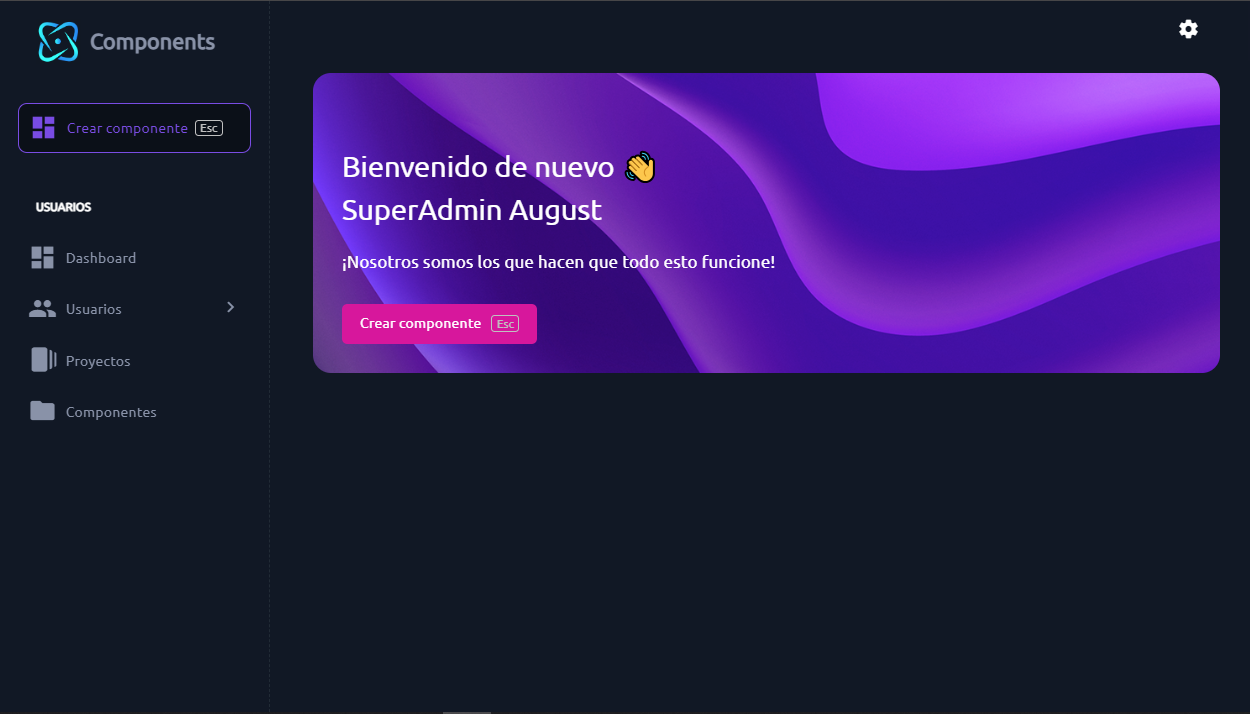 Components
Crear componente Esc
USUARIOS
Dashboard
Usuarios
Proyectos
Componentes
Bienvenido de nuevo 👋
SuperAdmin August
¡Nosotros somos los que hacen que todo esto funcione!
Crear componente Esc